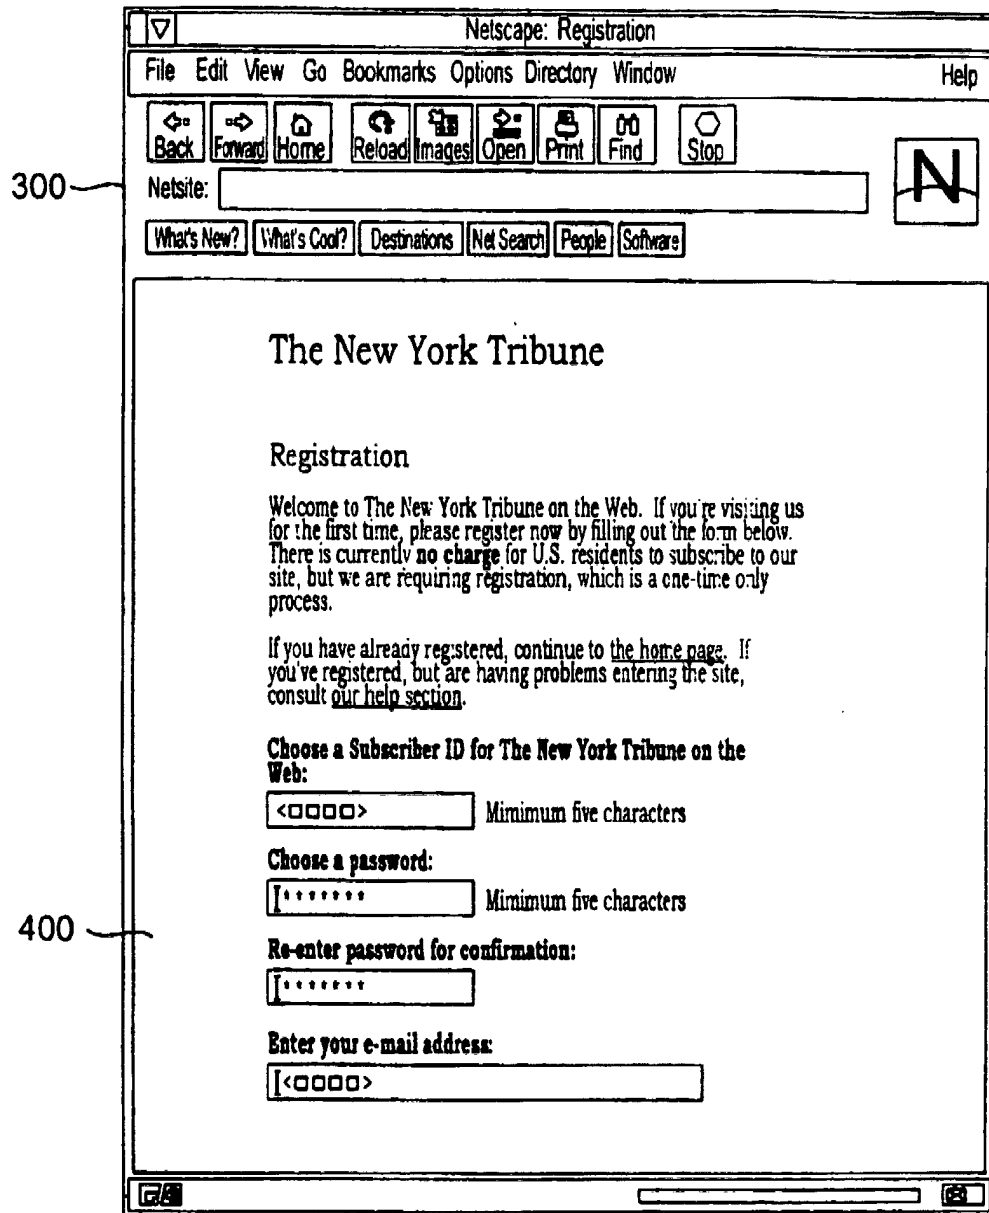 Netscape: Registration
File Edit View Go Bookmarks Options Directory Window Help
Back Forward Home Reload Images Open Print Find Stop
N
300
Netsite:
What's New? What's Cool? Destinations Net Search People Software
The New York Tribune
Registration
Welcome to The New York Tribune on the Web. If you're visiting us
for the first time, please register now by filling out the form below.
There is currently no charge for U.S. residents to subscribe to our
site, but we are requiring registration, which is a one-time only
process.
If you have already registered, continue to the home page. If
you've registered, but are having problems entering the site,
consult our help section.
Choose a Subscriber ID for The New York Tribune on the
Web:
<□□□□> Mimimum five characters
Choose a password:
******* Mimimum five characters
400
Re-enter password for confirmation:
*******
Enter your e-mail address:
<□□□□>